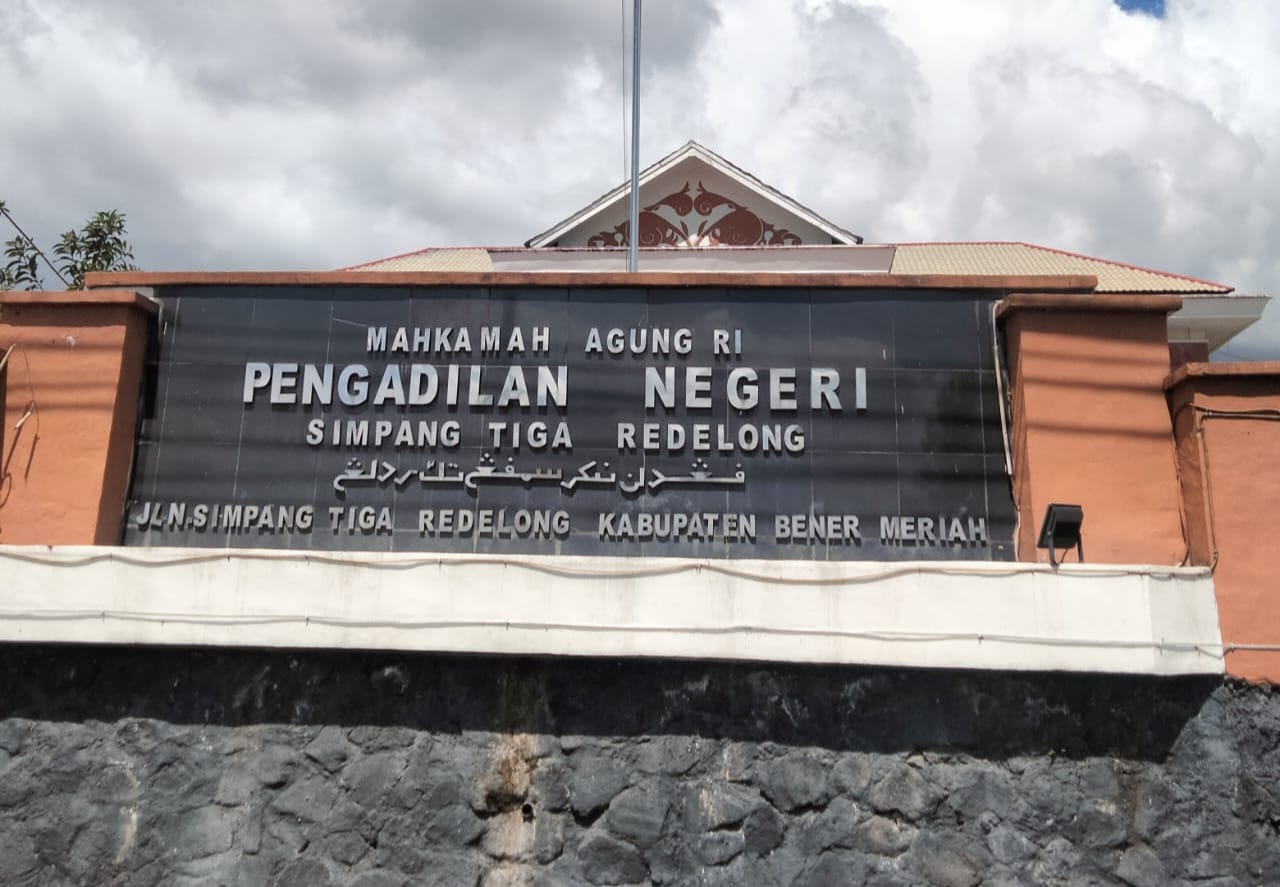 MAHKAMAH AGUNG RI
PENGADILAN NEGERI
SIMPANG TIGA REDELONG
JLN.SIMPANG TIGA REDELONG KABUPATEN BENER MERIAH